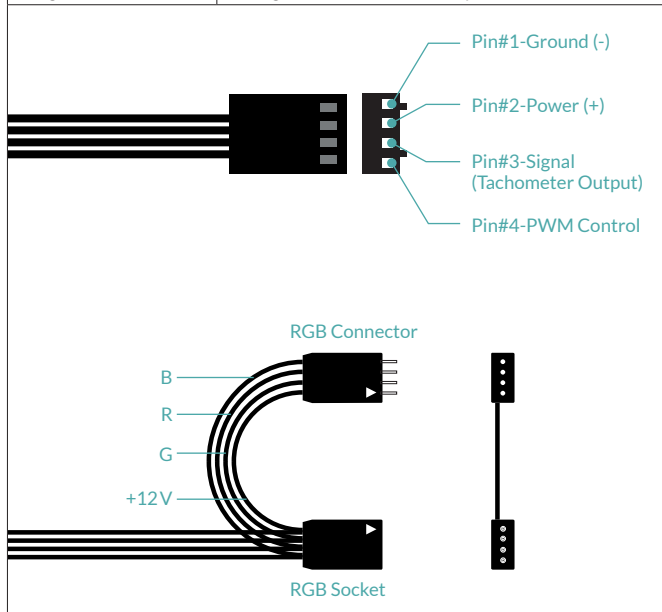 Pin#1-Ground (-)
Pin#2-Power (+)
Pin#3-Signal
(Tachometer Output)
Pin#4-PWM Control
RGB Connector
B
R
G
+12V
RGB Socket